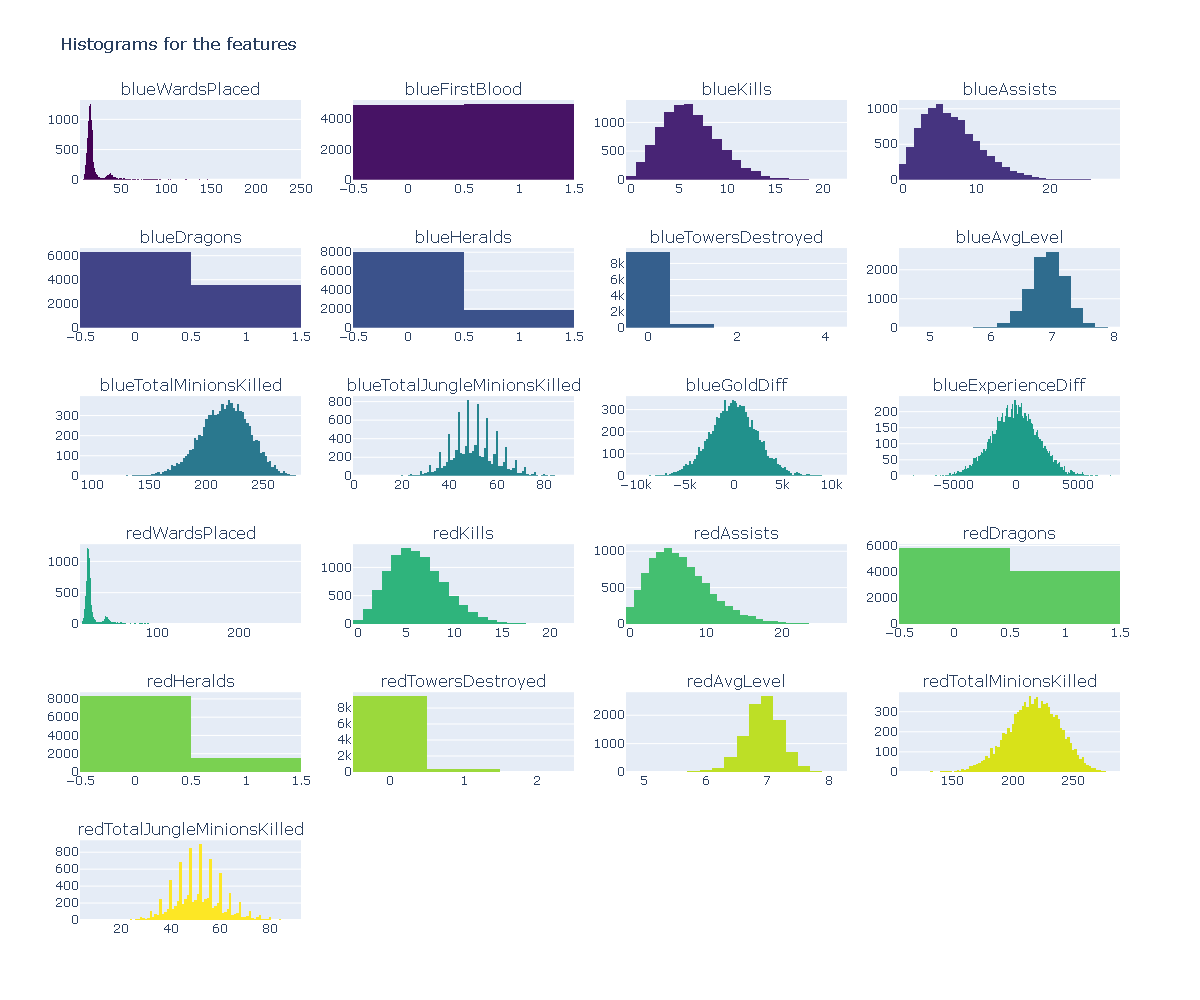 Histograms for the features
blueWardsPlaced blueFirstBlood blueKills blueAssists
1000
500
0
50 100 150 200 250
4000
2000
0
−0.5 0 0.5 1 1.5
1000
500
0
0 5 10 15 20
1000
500
0
0 10 20
blueDragons blueHeralds blueTowersDestroyed blueAvgLevel
6000
4000
2000
0
−0.5 0 0.5 1 1.5
8000
6000
4000
2000
0
−0.5 0 0.5 1 1.5
8k
6k
4k
2k
0
0 2 4
2000
1000
0
5 6 7 8
blueTotalMinionsKilled blueTotalJungleMinionsKilled blueGoldDiff blueExperienceDiff
300
200
100
0
100 150 200 250
800
600
400
200
0
0 20 40 60 80
300
200
100
0
−10k −5k 0 5k 10k
200
150
100
50
0
−5000 0 5000
redWardsPlaced redKills redAssists redDragons
1000
500
0
100 200
1000
500
0
0 5 10 15 20
1000
500
0
0 10 20
6000
4000
2000
0
−0.5 0 0.5 1 1.5
redHeralds redTowersDestroyed redAvgLevel redTotalMinionsKilled
8000
6000
4000
2000
0
−0.5 0 0.5 1 1.5
8k
6k
4k
2k
0
0 1 2
2000
1000
0
5 6 7 8
300
200
100
0
150 200 250
redTotalJungleMinionsKilled
800
600
400
200
0
20 40 60 80